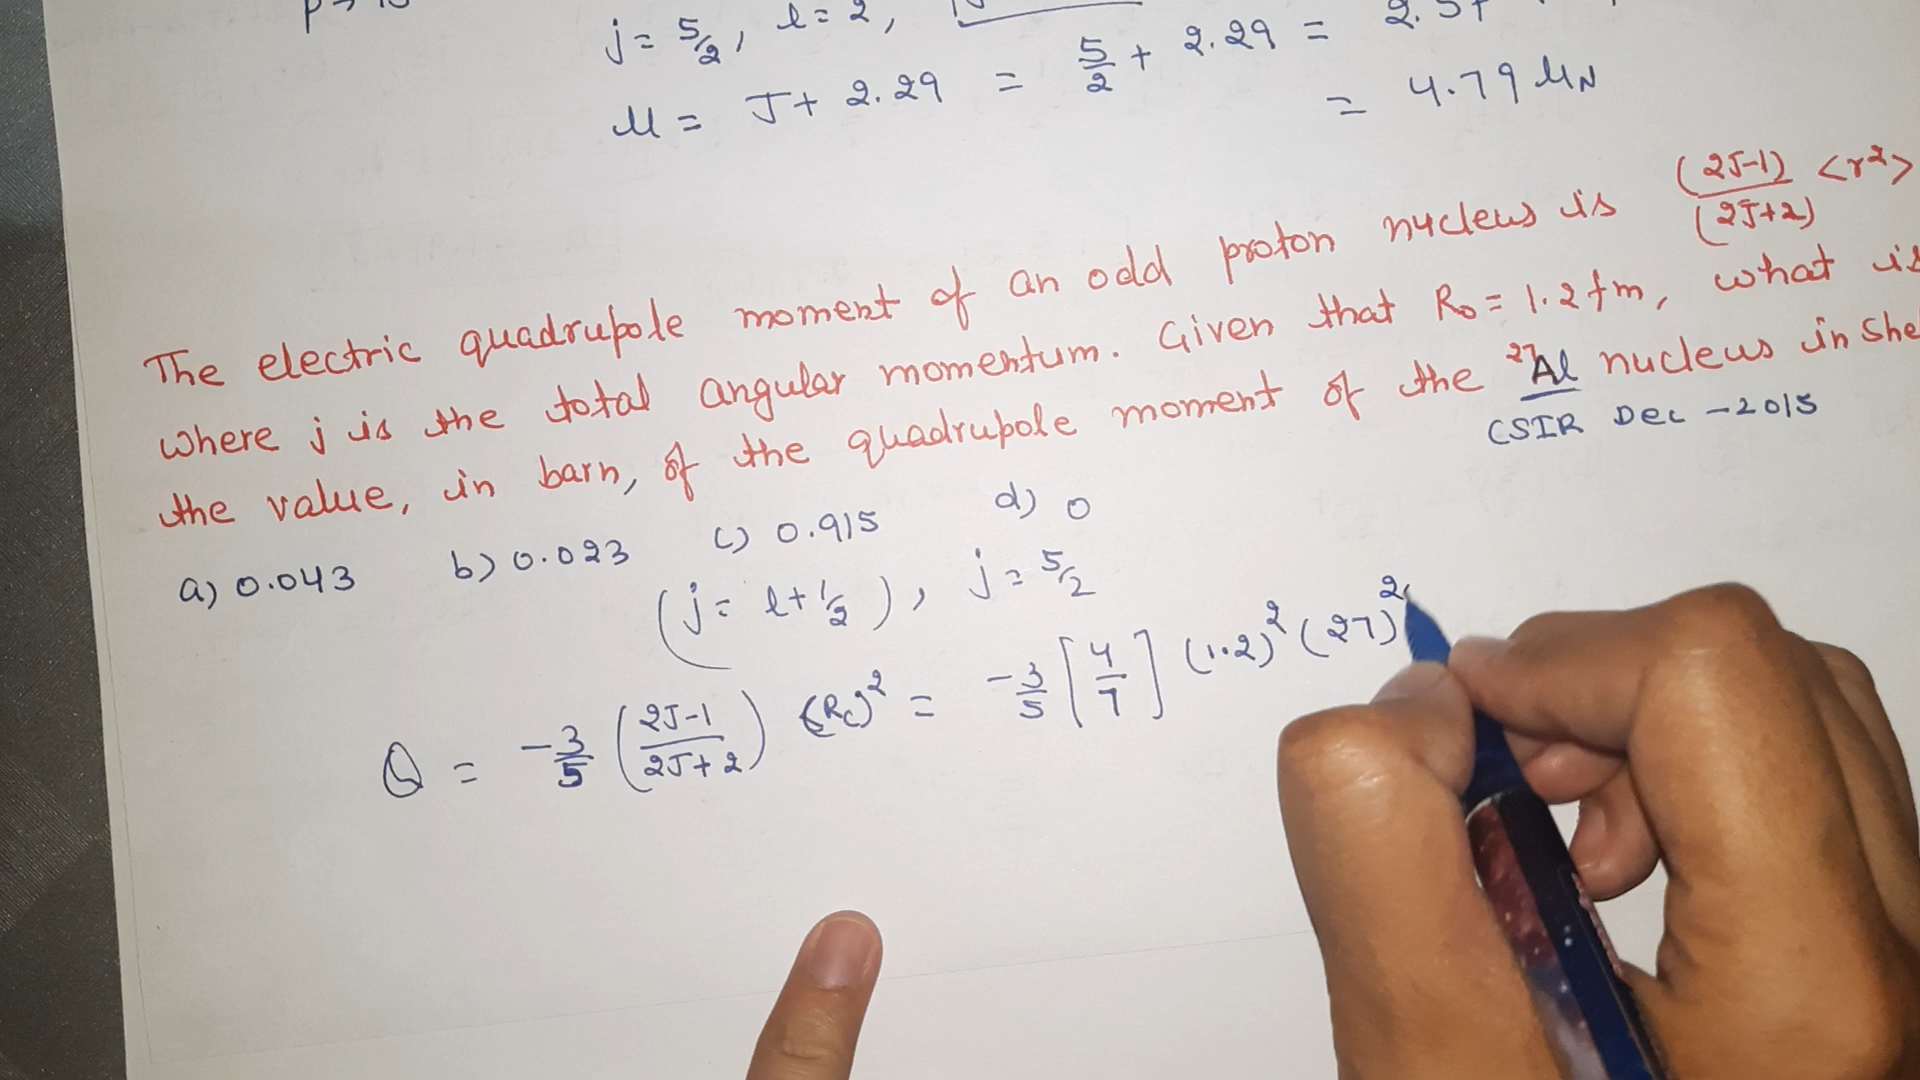 j = 5/2, l = 2,
μ = J + 2.29 = 5/2 + 2.29 =
= 4.79 μN
The electric quadrupole moment of an odd proton nucleus is (2J-1)/(2J+2) <r²>
where j is the total angular momentum. Given that R₀ = 1.2 fm, what is
the value, in barn, of the quadrupole moment of the ²⁷Al nucleus in
CSIR Dec - 2015
a) 0.043 b) 0.023 c) 0.915 d) 0
(j = l + 1/2), j = 5/2
Q = -3/5 (2J-1/2J+2) (Rc)² = -3/5 [4/7] (1.2)² (27)²